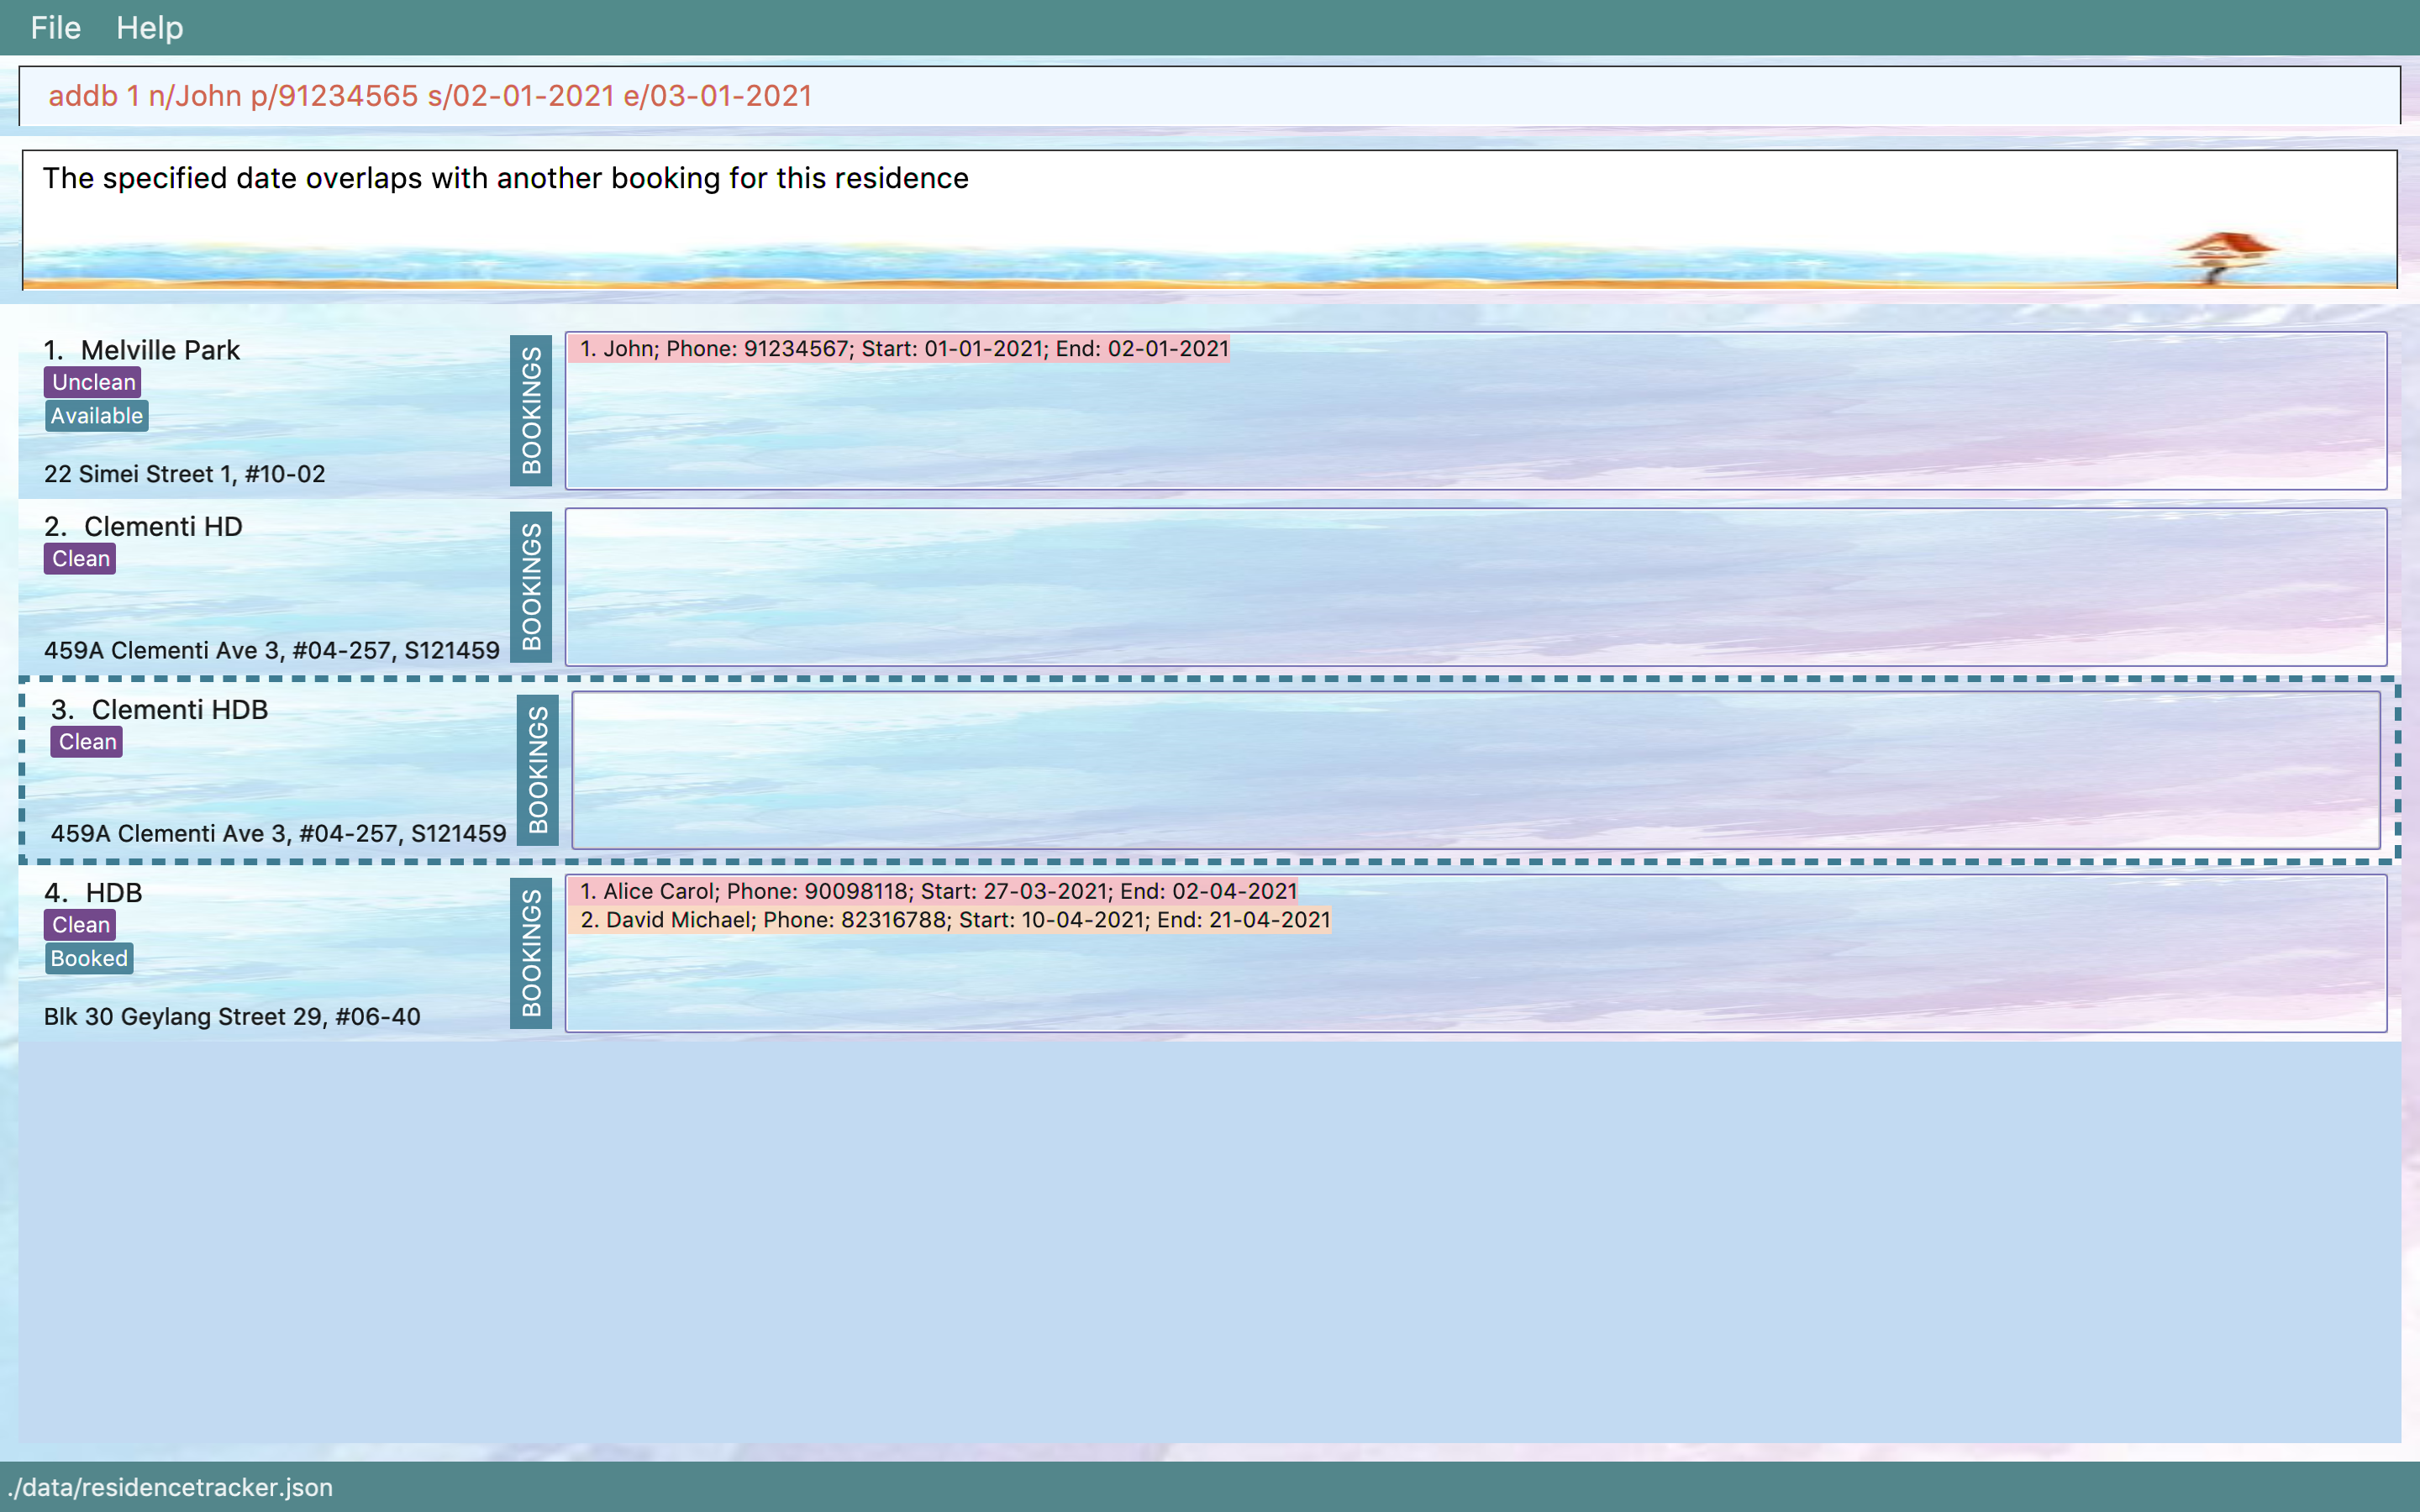 File Help
addb 1 n/John p/91234565 s/02-01-2021 e/03-01-2021
The specified date overlaps with another booking for this residence
1. Melville Park
Unclean
Available
22 Simei Street 1, #10-02
BOOKINGS
1. John; Phone: 91234567; Start: 01-01-2021; End: 02-01-2021
2. Clementi HD
Clean
459A Clementi Ave 3, #04-257, S121459
BOOKINGS
3. Clementi HDB
Clean
459A Clementi Ave 3, #04-257, S121459
BOOKINGS
4. HDB
Clean
Booked
Blk 30 Geylang Street 29, #06-40
BOOKINGS
1. Alice Carol; Phone: 90098118; Start: 27-03-2021; End: 02-04-2021
2. David Michael; Phone: 82316788; Start: 10-04-2021; End: 21-04-2021
./data/residencetracker.json